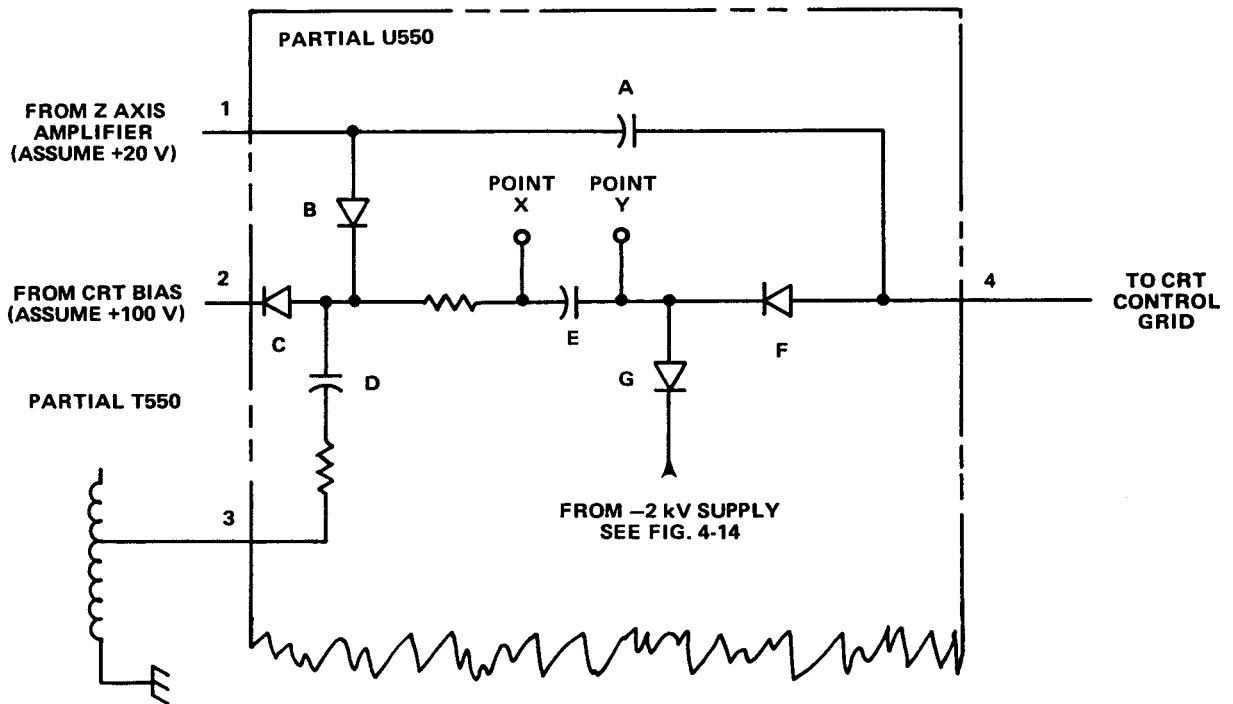 PARTIAL U550
A
FROM Z AXIS
AMPLIFIER
(ASSUME +20 V)
1
POINT
X
POINT
Y
B
FROM CRT BIAS
(ASSUME +100 V)
2
4
TO CRT
CONTROL
GRID
C
E
F
D
G
PARTIAL T550
3
FROM –2 kV SUPPLY
SEE FIG. 4-14